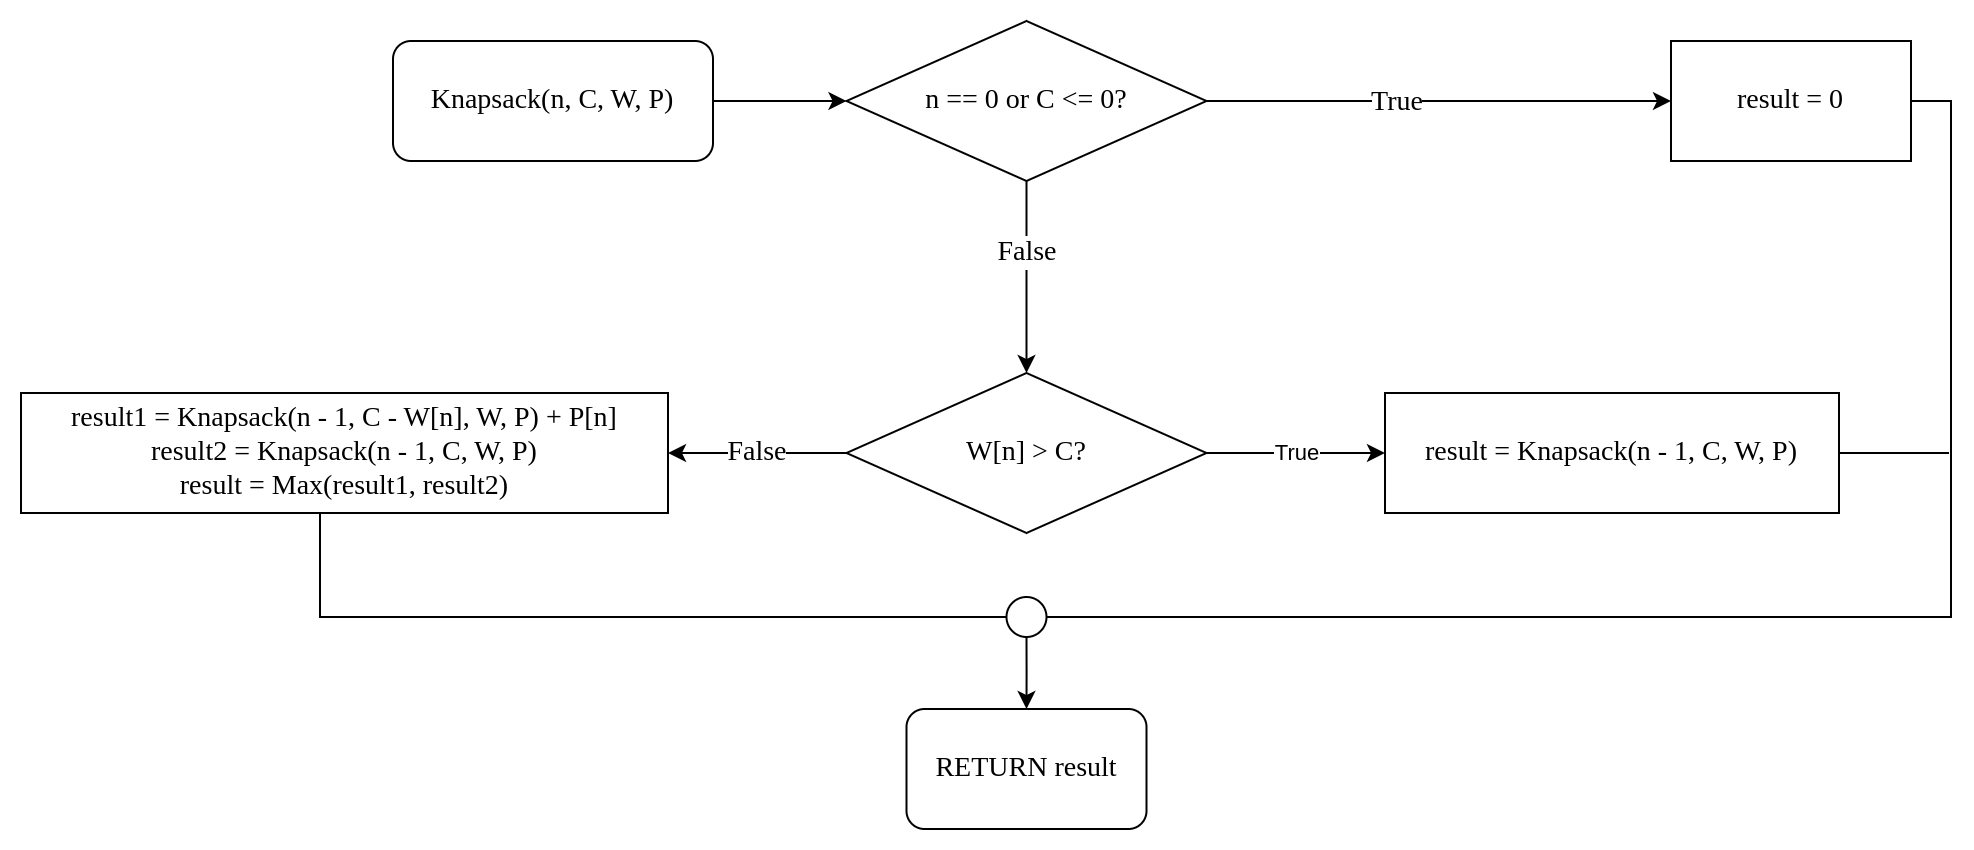 Knapsack(n, C, W, P)
n == 0 or C <= 0?
True
result = 0
False
result1 = Knapsack(n - 1, C - W[n], W, P) + P[n]
result2 = Knapsack(n - 1, C, W, P)
result = Max(result1, result2)
False
W[n] > C?
True
result = Knapsack(n - 1, C, W, P)
RETURN result